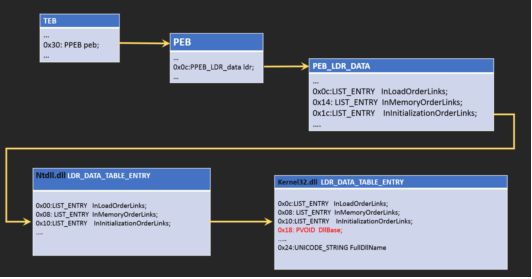 TEB
...
0x30: PPEB peb;
...
PEB
...
0x0c:PPEB_LDR_data ldr;
...
PEB_LDR_DATA
...
0x0c:LIST_ENTRY InLoadOrderLinks;
0x14: LIST_ENTRY InMemoryOrderLinks;
0x1c:LIST_ENTRY InInitializationOrderLinks;
....
Ntdll.dll LDR_DATA_TABLE_ENTRY
0x00:LIST_ENTRY InLoadOrderLinks;
0x08: LIST_ENTRY InMemoryOrderLinks;
0x10:LIST_ENTRY InInitializationOrderLinks;
....
Kernel32.dll LDR_DATA_TABLE_ENTRY
0x0c:LIST_ENTRY InLoadOrderLinks;
0x08: LIST_ENTRY InMemoryOrderLinks;
0x10:LIST_ENTRY InInitializationOrderLinks;
0x18: PVOID DllBase;
.....
0x24:UNICODE_STRING FullDllName